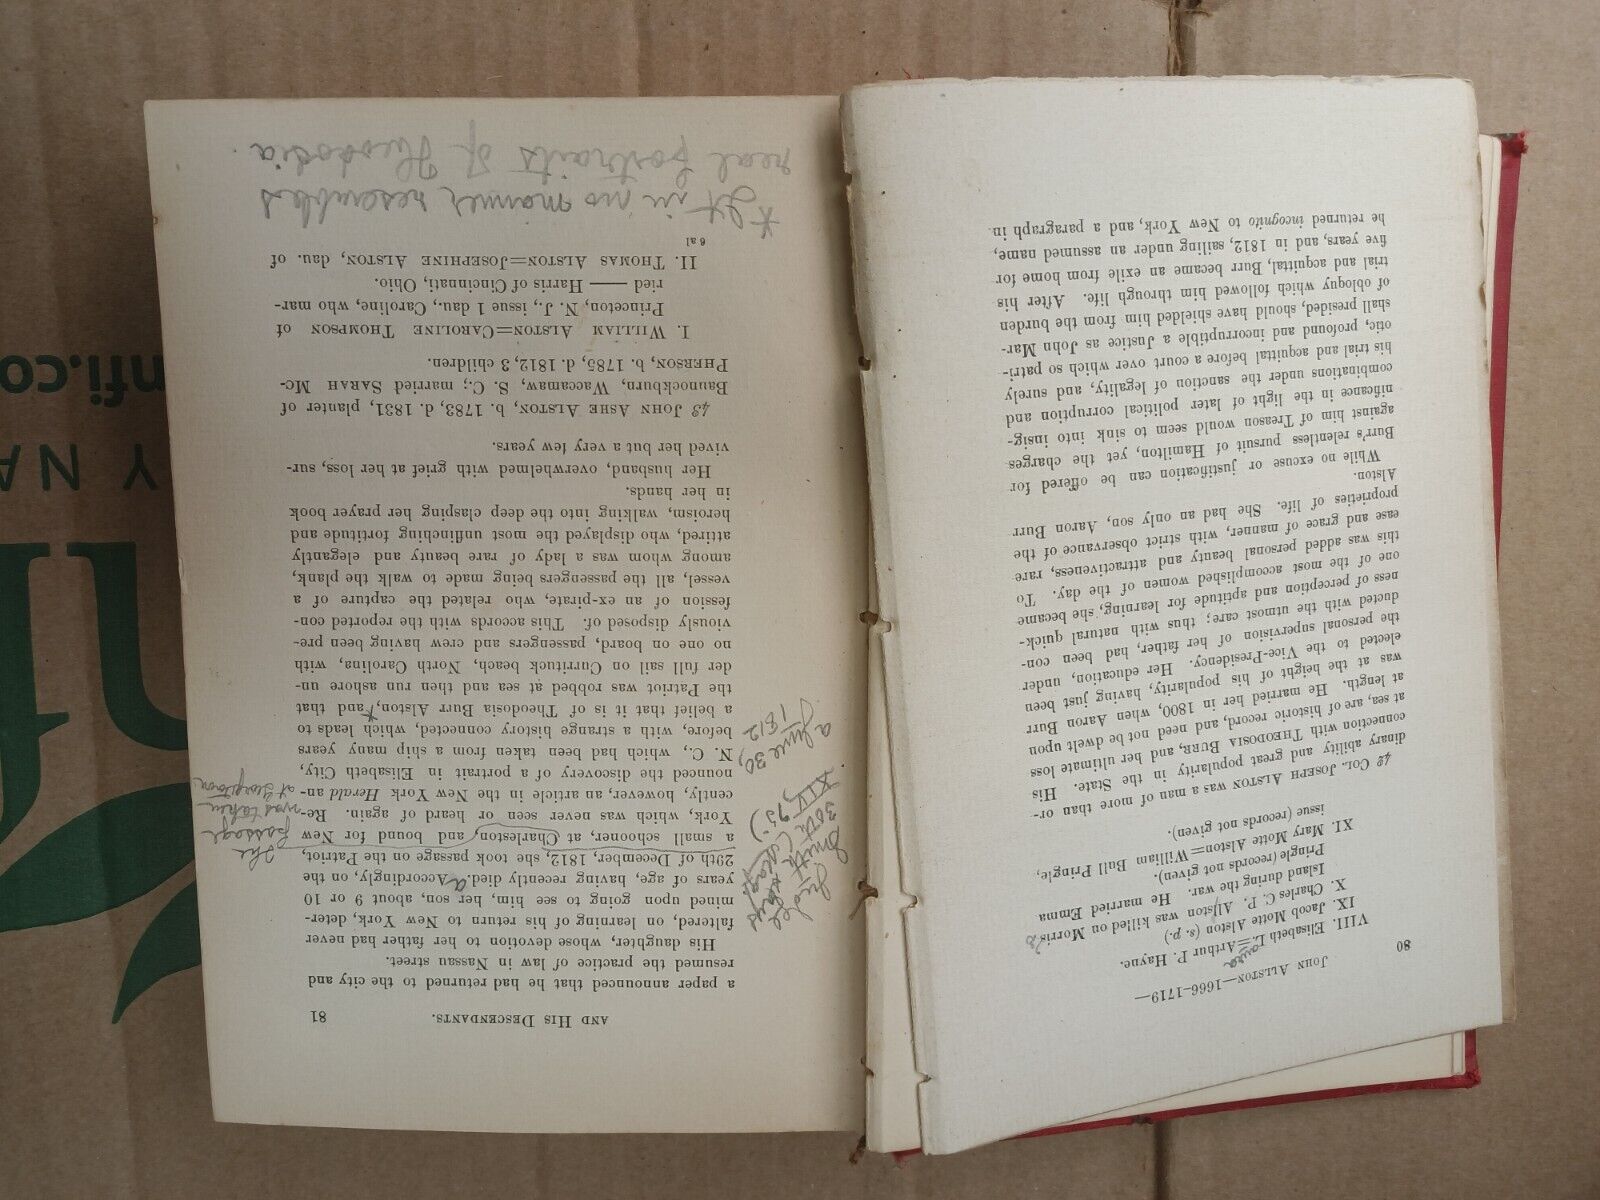 80
JOHN ALLSTON—1666-1719—
Loura
VIII. Elisabeth L=Arthur P. Hayne.
IX. Jacob Motte Alston (s. p.)
X. Charles C. P. Alston was killed on Morris
Island during the war. He married Emma
Pringle (records not given).
XI. Mary Motte Alston=William Bull Pringle,
issue (records not given).
42 COL. JOSEPH ALSTON was a man of more than or-
dinary ability and great popularity in the State. His
connection with THEODOSIA BURR, and her ultimate loss
at sea, are of historic record, and need not be dwelt upon
at length. He married her in 1800, when Aaron Burr
was at the height of his popularity, having just been
elected to the Vice-Presidency. Her education, under
the personal supervision of her father, had been con-
ducted with the utmost care; thus with natural quick-
ness of perception and aptitude for learning, she became
one of the most accomplished women of the day. To
this was added personal beauty and attractiveness, rare
ease and grace of manner, with strict observance of the
proprieties of life. She had an only son, Aaron Burr
Alston.
While no excuse or justification can be offered for
Burr's relentless pursuit of Hamilton, yet the charges
against him of Treason would seem to sink into insig-
nificance in the light of later political corruption and
combinations under the sanction of legality, and surely
his trial and acquittal before a court over which so patri-
otic, profound and incorruptible a Justice as John Mar-
shall presided, should have shielded him from the burden
of obloquy which followed him through life. After his
trial and acquittal, Burr became an exile from home for
five years, and in 1812, sailing under an assumed name,
he returned incognito to New York, and a paragraph in
AND HIS DESCENDANTS. 81
a paper announced that he had returned to the city and
resumed the practice of law in Nassau street.
His daughter, whose devotion to her father had never
faltered, on learning of his return to New York, deter-
mined upon going to see him, her son, about 9 or 10
years of age, having recently died.a Accordingly, on the
29th of December, 1812, she took passage on the Patriot,
a small schooner, at Charleston, and bound for New
York, which was never seen or heard of again. Re-
cently, however, an article in the New York Herald an-
nounced the discovery of a portrait in Elisabeth City,
N. C., which had been taken from a ship many years
before, with a strange history connected, which leads to
a belief that it is of Theodosia Burr Alston,* and that
the Patriot was robbed at sea and then run ashore un-
der full sail on Currituck beach, North Carolina, with
no one on board, passengers and crew having been pre-
viously disposed of. This accords with the reported con-
fession of an ex-pirate, who related the capture of a
vessel, all the passengers being made to walk the plank,
among whom was a lady of rare beauty and elegantly
attired, who displayed the most unflinching fortitude and
heroism, walking into the deep clasping her prayer book
in her hands.
Her husband, overwhelmed with grief at her loss, sur-
vived her but a very few years.
43 JOHN ASHE ALSTON, b. 1783, d. 1831, planter of
Bannockburn, Waccamaw, S. C.; married SARAH MC-
PHERSON, b. 1785, d. 1812, 3 children.
I. WILLIAM ALSTON=CAROLINE THOMPSON of
Princeton, N. J., issue 1 dau., Caroline, who mar-
ried —— Harris of Cincinnati, Ohio.
II. THOMAS ALSTON=JOSEPHINE ALSTON, dau. of
6 al
* It in no manner resembles
real portraits of Theodosia.
The
passage
was taken
at Georgetown
a June 30,
1812
Judge
Smith says
30th (Mag.
XIV, 75)
nfi.co
Y NA